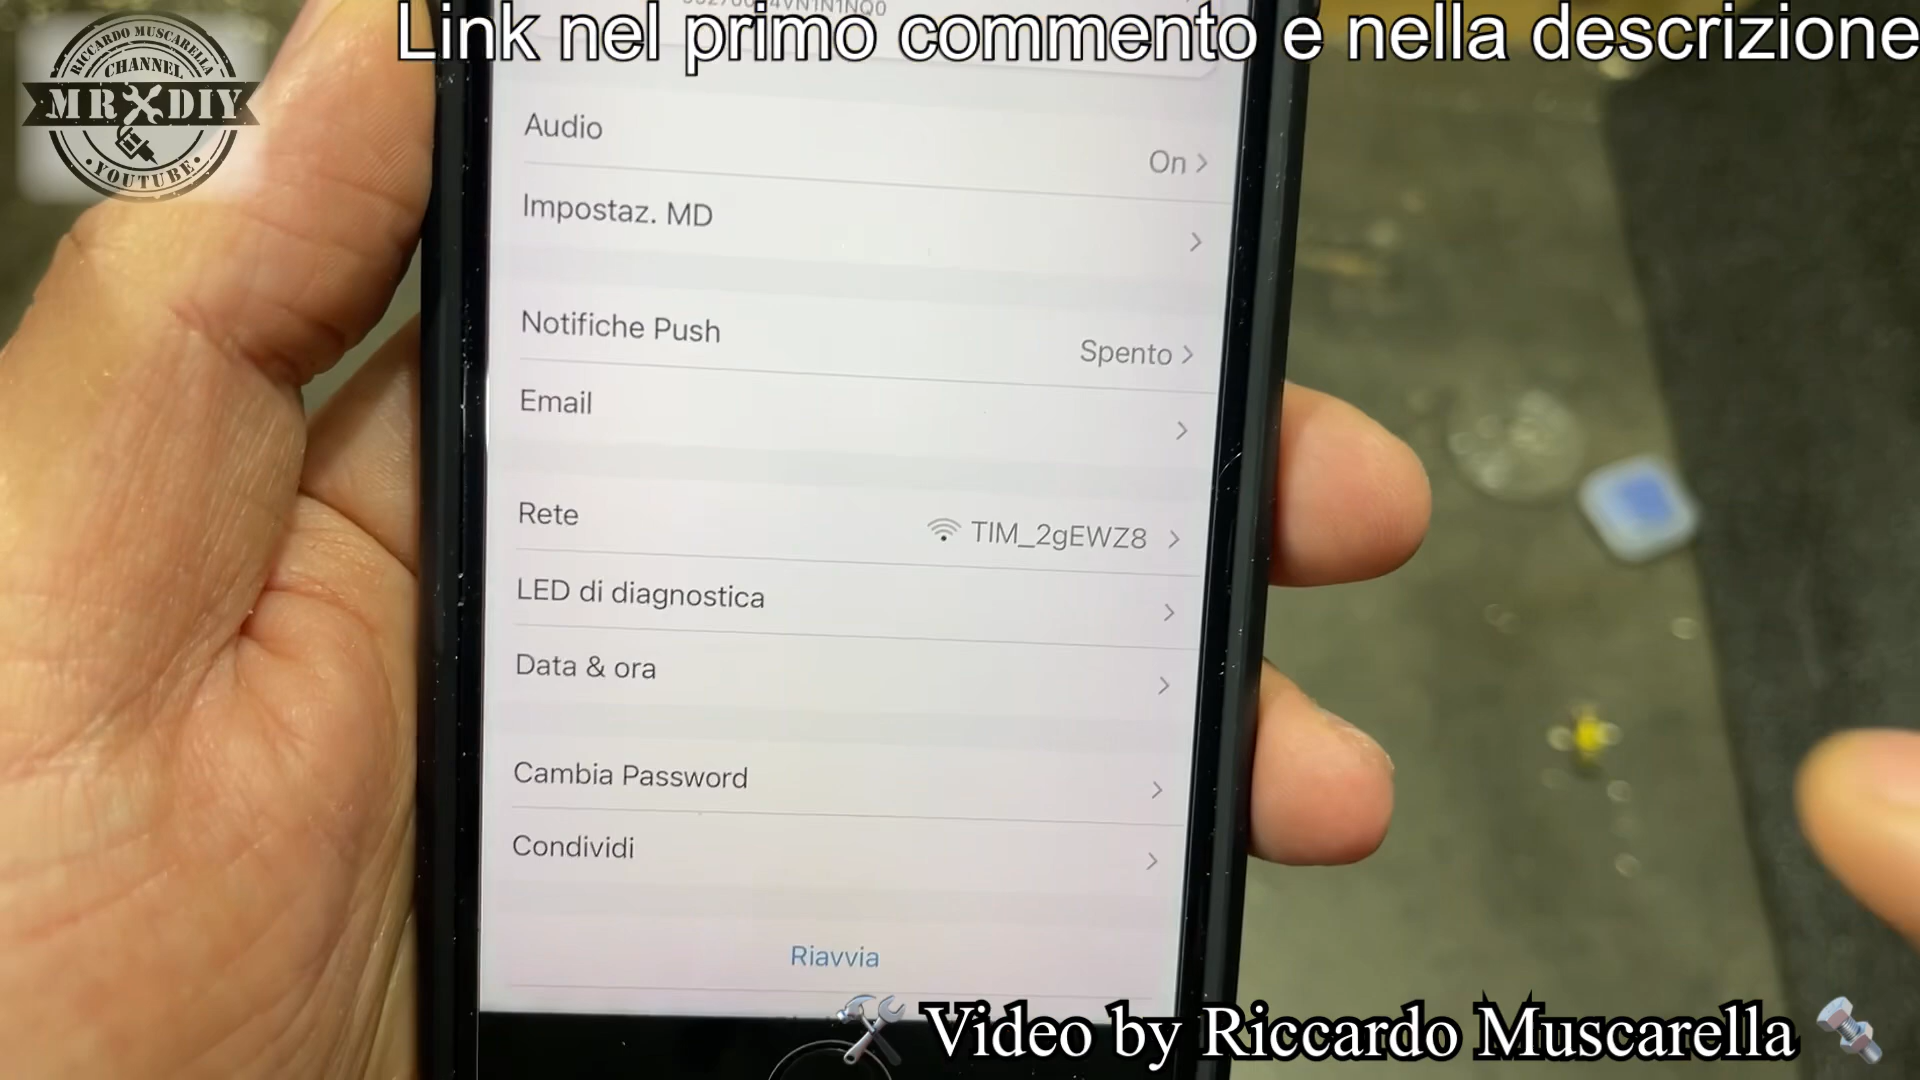 Link nel primo commento e nella descrizione
RICCARDO MUSCARELLA
CHANNEL
MR DIY
YOUTUBE
Audio
On
Impostaz. MD
Notifiche Push
Spento
Email
Rete
TIM_2gEWZ8
LED di diagnostica
Data & ora
Cambia Password
Condividi
Riavvia
Video by Riccardo Muscarella